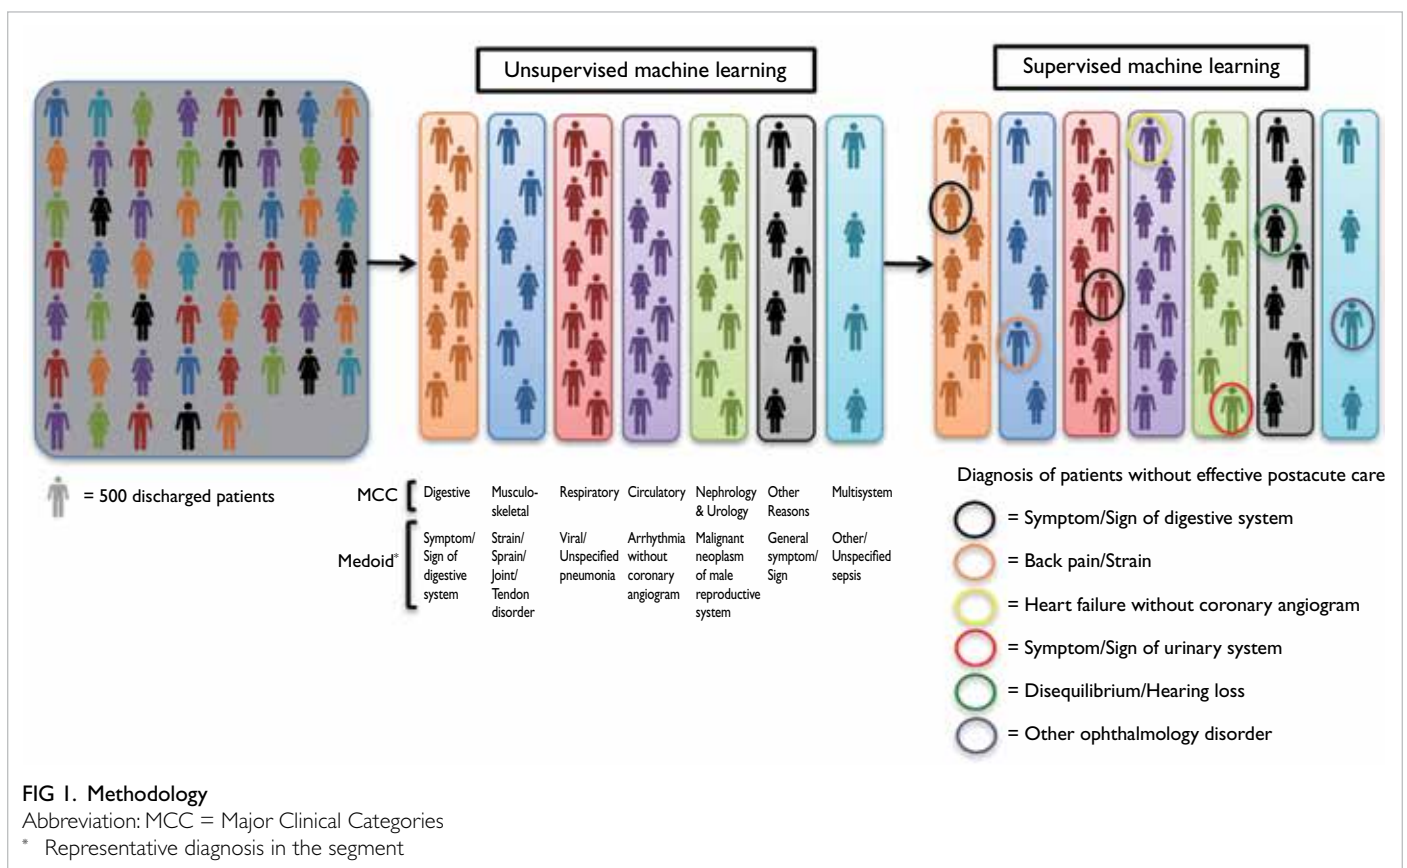 Unsupervised machine learning
Supervised machine learning
= 500 discharged patients
MCC
Digestive
Musculo-
skeletal
Respiratory
Circulatory
Nephrology
& Urology
Other
Reasons
Multisystem
Medoid*
Symptom/
Sign of
digestive
system
Strain/
Sprain/
Joint/
Tendon
disorder
Viral/
Unspecified
pneumonia
Arrhythmia
without
coronary
angiogram
Malignant
neoplasm
of male
reproductive
system
General
symptom/
Sign
Other/
Unspecified
sepsis
Diagnosis of patients without effective postacute care
= Symptom/Sign of digestive system
= Back pain/Strain
= Heart failure without coronary angiogram
= Symptom/Sign of urinary system
= Disequilibrium/Hearing loss
= Other ophthalmology disorder
FIG 1. Methodology
Abbreviation: MCC = Major Clinical Categories
* Representative diagnosis in the segment